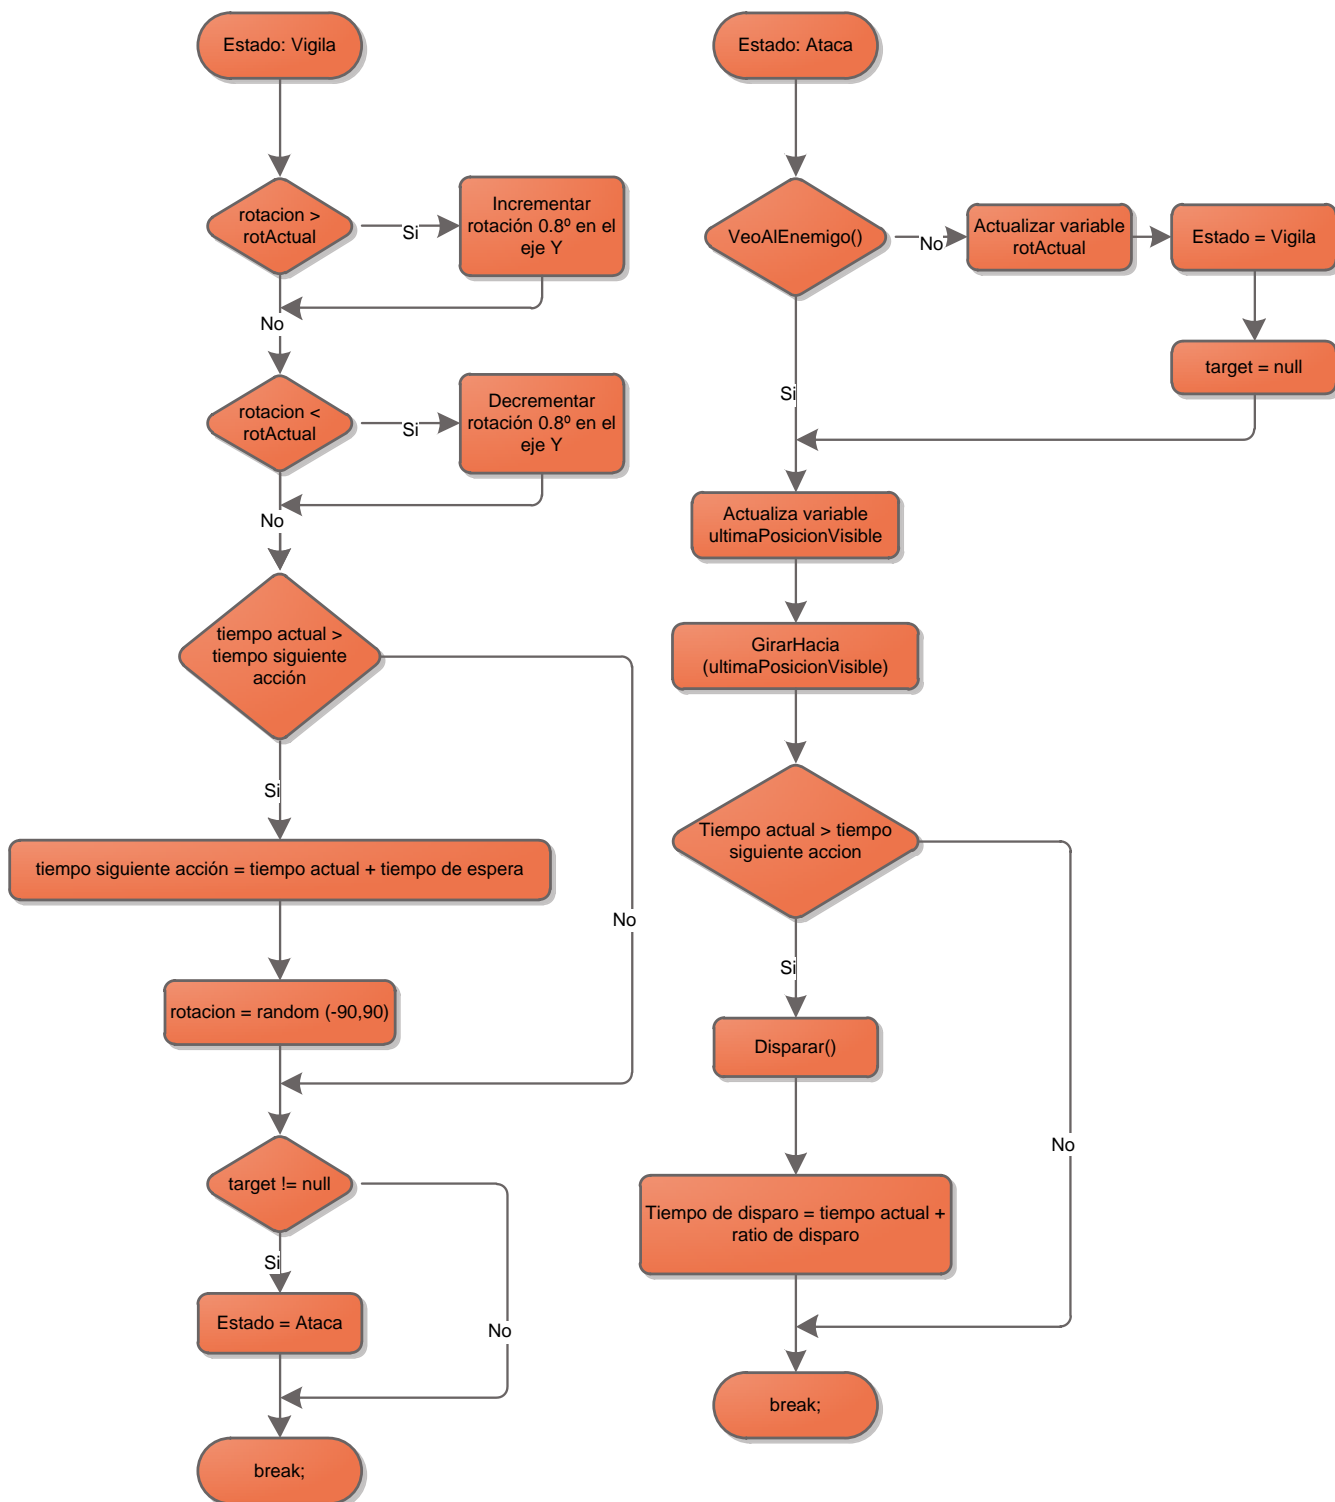 Estado: Vigila
rotacion >
rotActual
Si
Incrementar
rotación 0.8º en el
eje Y
No
rotacion <
rotActual
Si
Decrementar
rotación 0.8º en el
eje Y
No
tiempo actual >
tiempo siguiente
acción
Si
No
tiempo siguiente acción = tiempo actual + tiempo de espera
rotacion = random (-90,90)
target != null
Si
No
Estado = Ataca
break;
Estado: Ataca
VeoAlEnemigo()
No
Actualizar variable
rotActual
Estado = Vigila
target = null
Si
Actualiza variable
ultimaPosicionVisible
GirarHacia
(ultimaPosicionVisible)
Tiempo actual > tiempo
siguiente accion
Si
No
Disparar()
Tiempo de disparo = tiempo actual +
ratio de disparo
break;